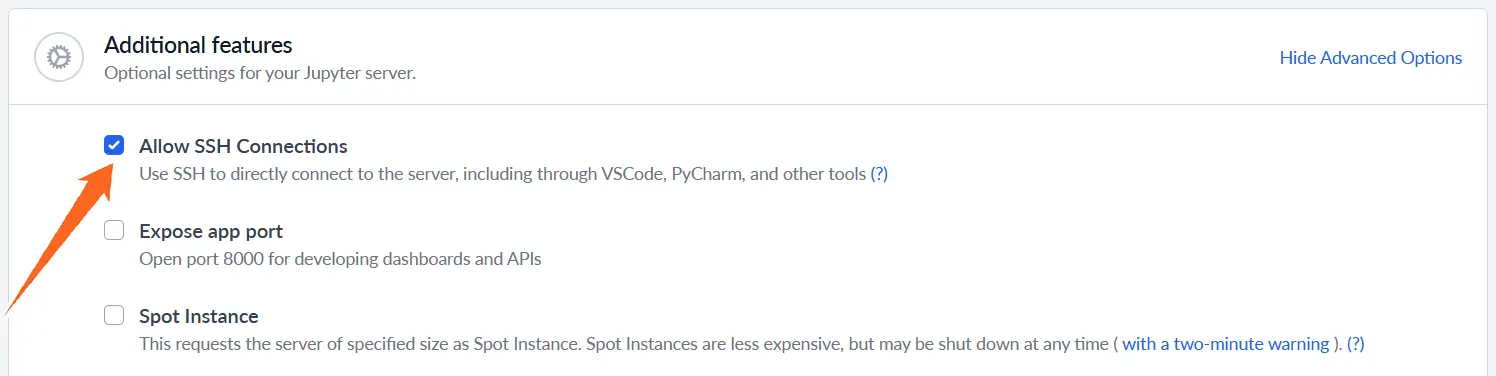 Additional features
Optional settings for your Jupyter server.
Hide Advanced Options
Allow SSH Connections
Use SSH to directly connect to the server, including through VSCode, PyCharm, and other tools (?)
Expose app port
Open port 8000 for developing dashboards and APIs
Spot Instance
This requests the server of specified size as Spot Instance. Spot Instances are less expensive, but may be shut down at any time ( with a two-minute warning ). (?)